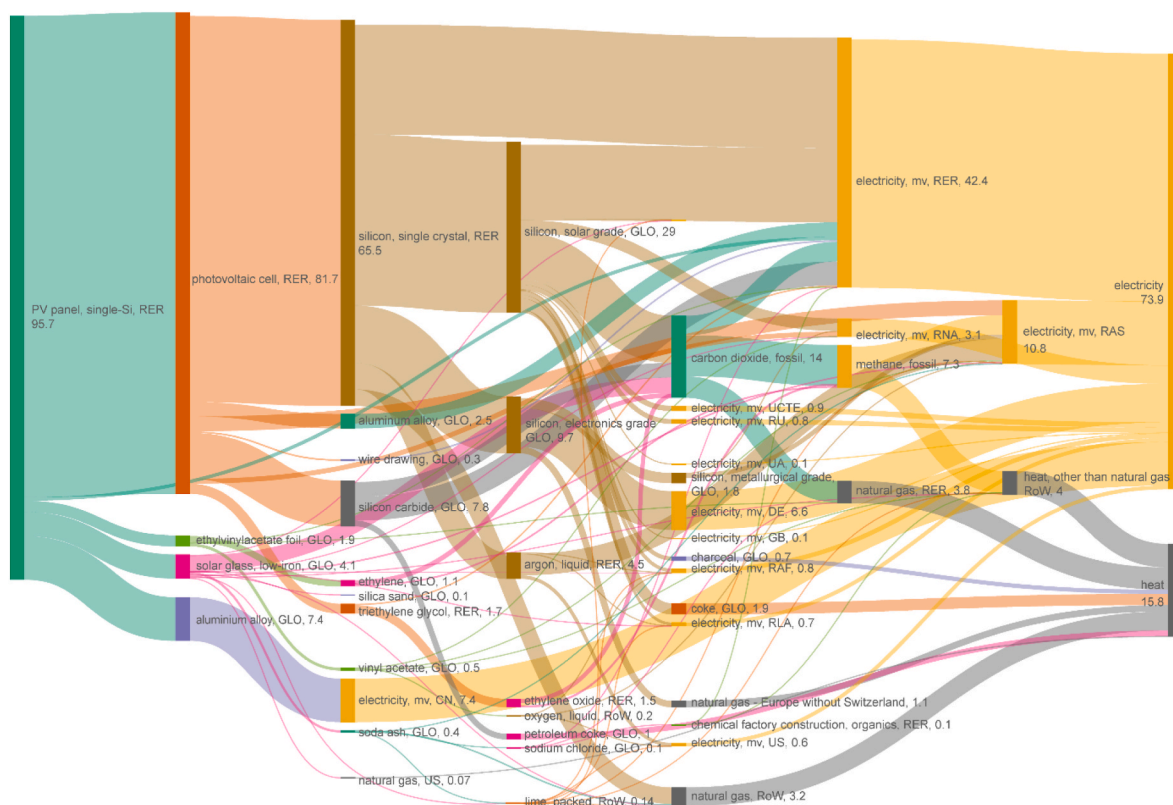 PV panel, single-Si, RER
95.7
photovoltaic cell, RER, 81.7
ethylvinylacetate foil, GLO, 1.9
solar glass, low-iron, GLO, 4.1
aluminium alloy, GLO, 7.4
silicon, single crystal, RER
65.5
aluminum alloy, GLO, 2.5
wire drawing, GLO, 0.3
silicon carbide, GLO, 7.8
ethylene, GLO, 1.1
silica sand, GLO, 0.1
triethylene glycol, RER, 1.7
vinyl acetate, GLO, 0.5
electricity, mv, CN, 7.4
soda ash, GLO, 0.4
natural gas, US, 0.07
silicon, solar grade, GLO, 29
silicon, electronics grade
GLO, 9.7
argon, liquid, RER, 4.5
ethylene oxide, RER, 1.5
oxygen, liquid, RoW, 0.2
petroleum coke, GLO, 1
sodium chloride, GLO, 0.1
lime, packed, RoW, 0.14
carbon dioxide, fossil, 14
electricity, mv, UCTE, 0.9
electricity, mv, RU, 0.8
electricity, mv, UA, 0.1
silicon, metallurgical grade,
GLO, 1.8
electricity, mv, DE, 6.6
electricity, mv, GB, 0.1
charcoal, GLO, 0.7
electricity, mv, RAF, 0.8
coke, GLO, 1.9
electricity, mv, RLA, 0.7
natural gas - Europe without Switzerland, 1.1
chemical factory construction, organics, RER, 0.1
electricity, mv, US, 0.6
natural gas, RoW, 3.2
electricity, mv, RER, 42.4
electricity, mv, RNA, 3.1
methane, fossil, 7.3
natural gas, RER, 3.8
electricity, mv, RAS
10.8
heat, other than natural gas
RoW, 4
electricity
73.9
heat
15.8